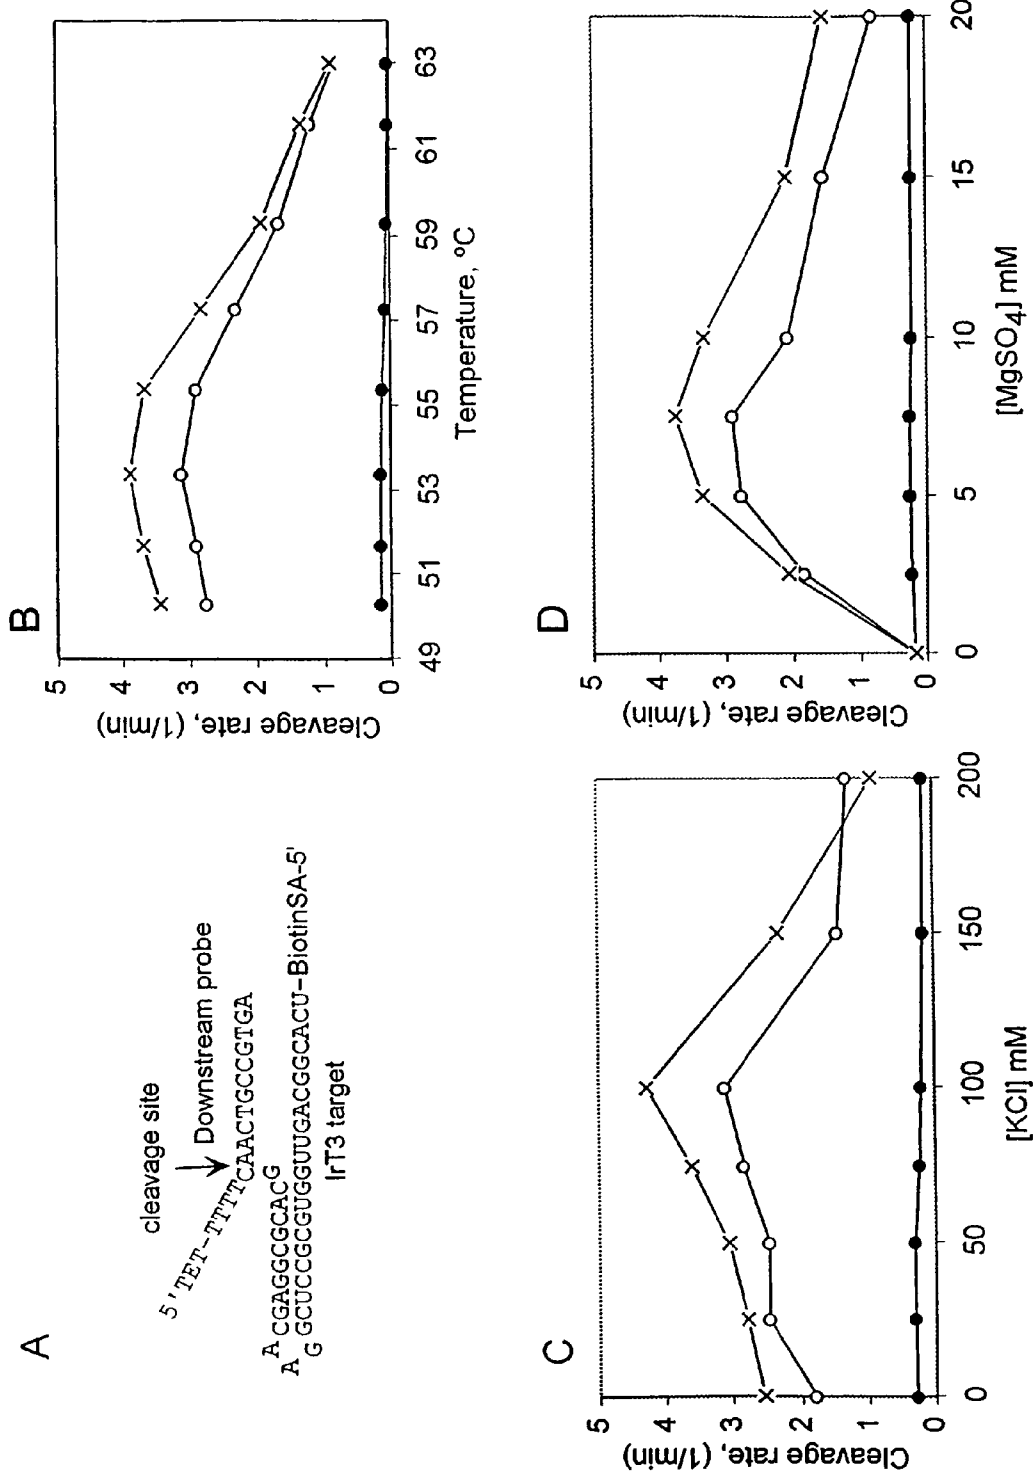 A
cleavage site
Downstream probe
5'TET-TTTTCAACTGCCGTGA
A
A CGAGGCGCACG
G GCUCCGCGUGGUUGACGGCACU-BiotinSA-5'
IrT3 target
B
Cleavage rate, (1/min)
5
4
3
2
1
0
49 51 53 55 57 59 61 63
Temperature, ºC
C
Cleavage rate, (1/min)
5
4
3
2
1
0
0 50 100 150 200
[KCl] mM
D
Cleavage rate, (1/min)
5
4
3
2
1
0
0 5 10 15 20
[MgSO4] mM